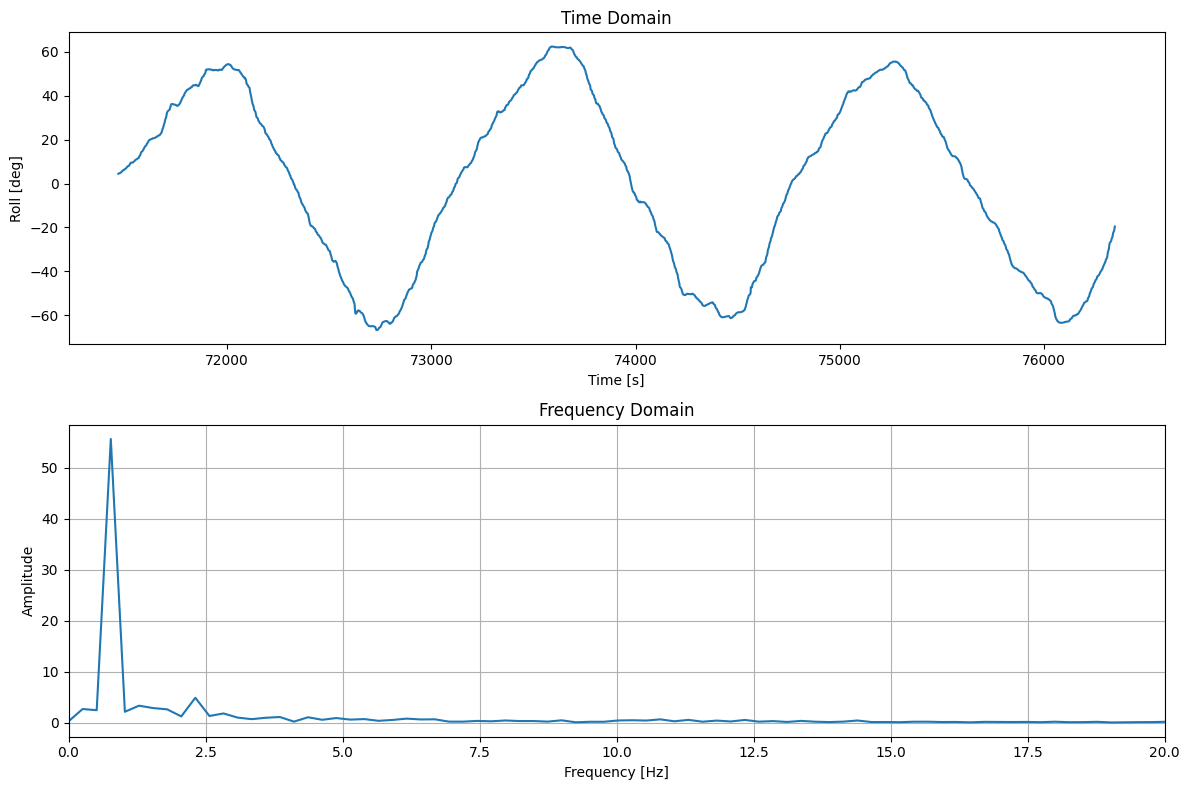 Time Domain
60
40
20
0
−20
−40
−60
Roll [deg]
72000 73000 74000 75000 76000
Time [s]
Frequency Domain
50
40
30
20
10
0
Amplitude
0.0 2.5 5.0 7.5 10.0 12.5 15.0 17.5 20.0
Frequency [Hz]